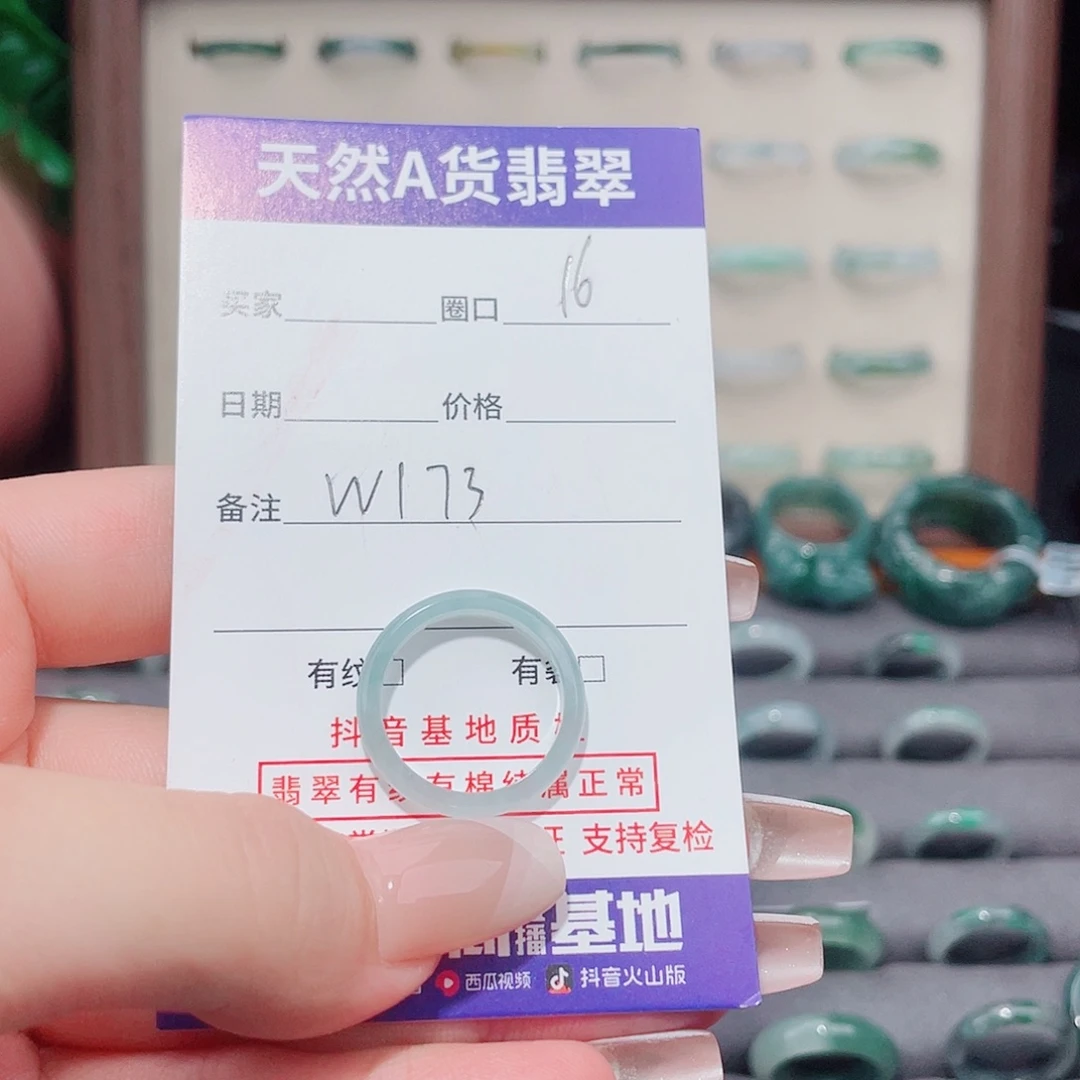 天然A货翡翠
买家 圈口 16
日期 价格
备注 W173
有纹 有
抖音基地质
翡翠有 有棉 属正常
支持复检
播基地
西瓜视频 抖音火山版